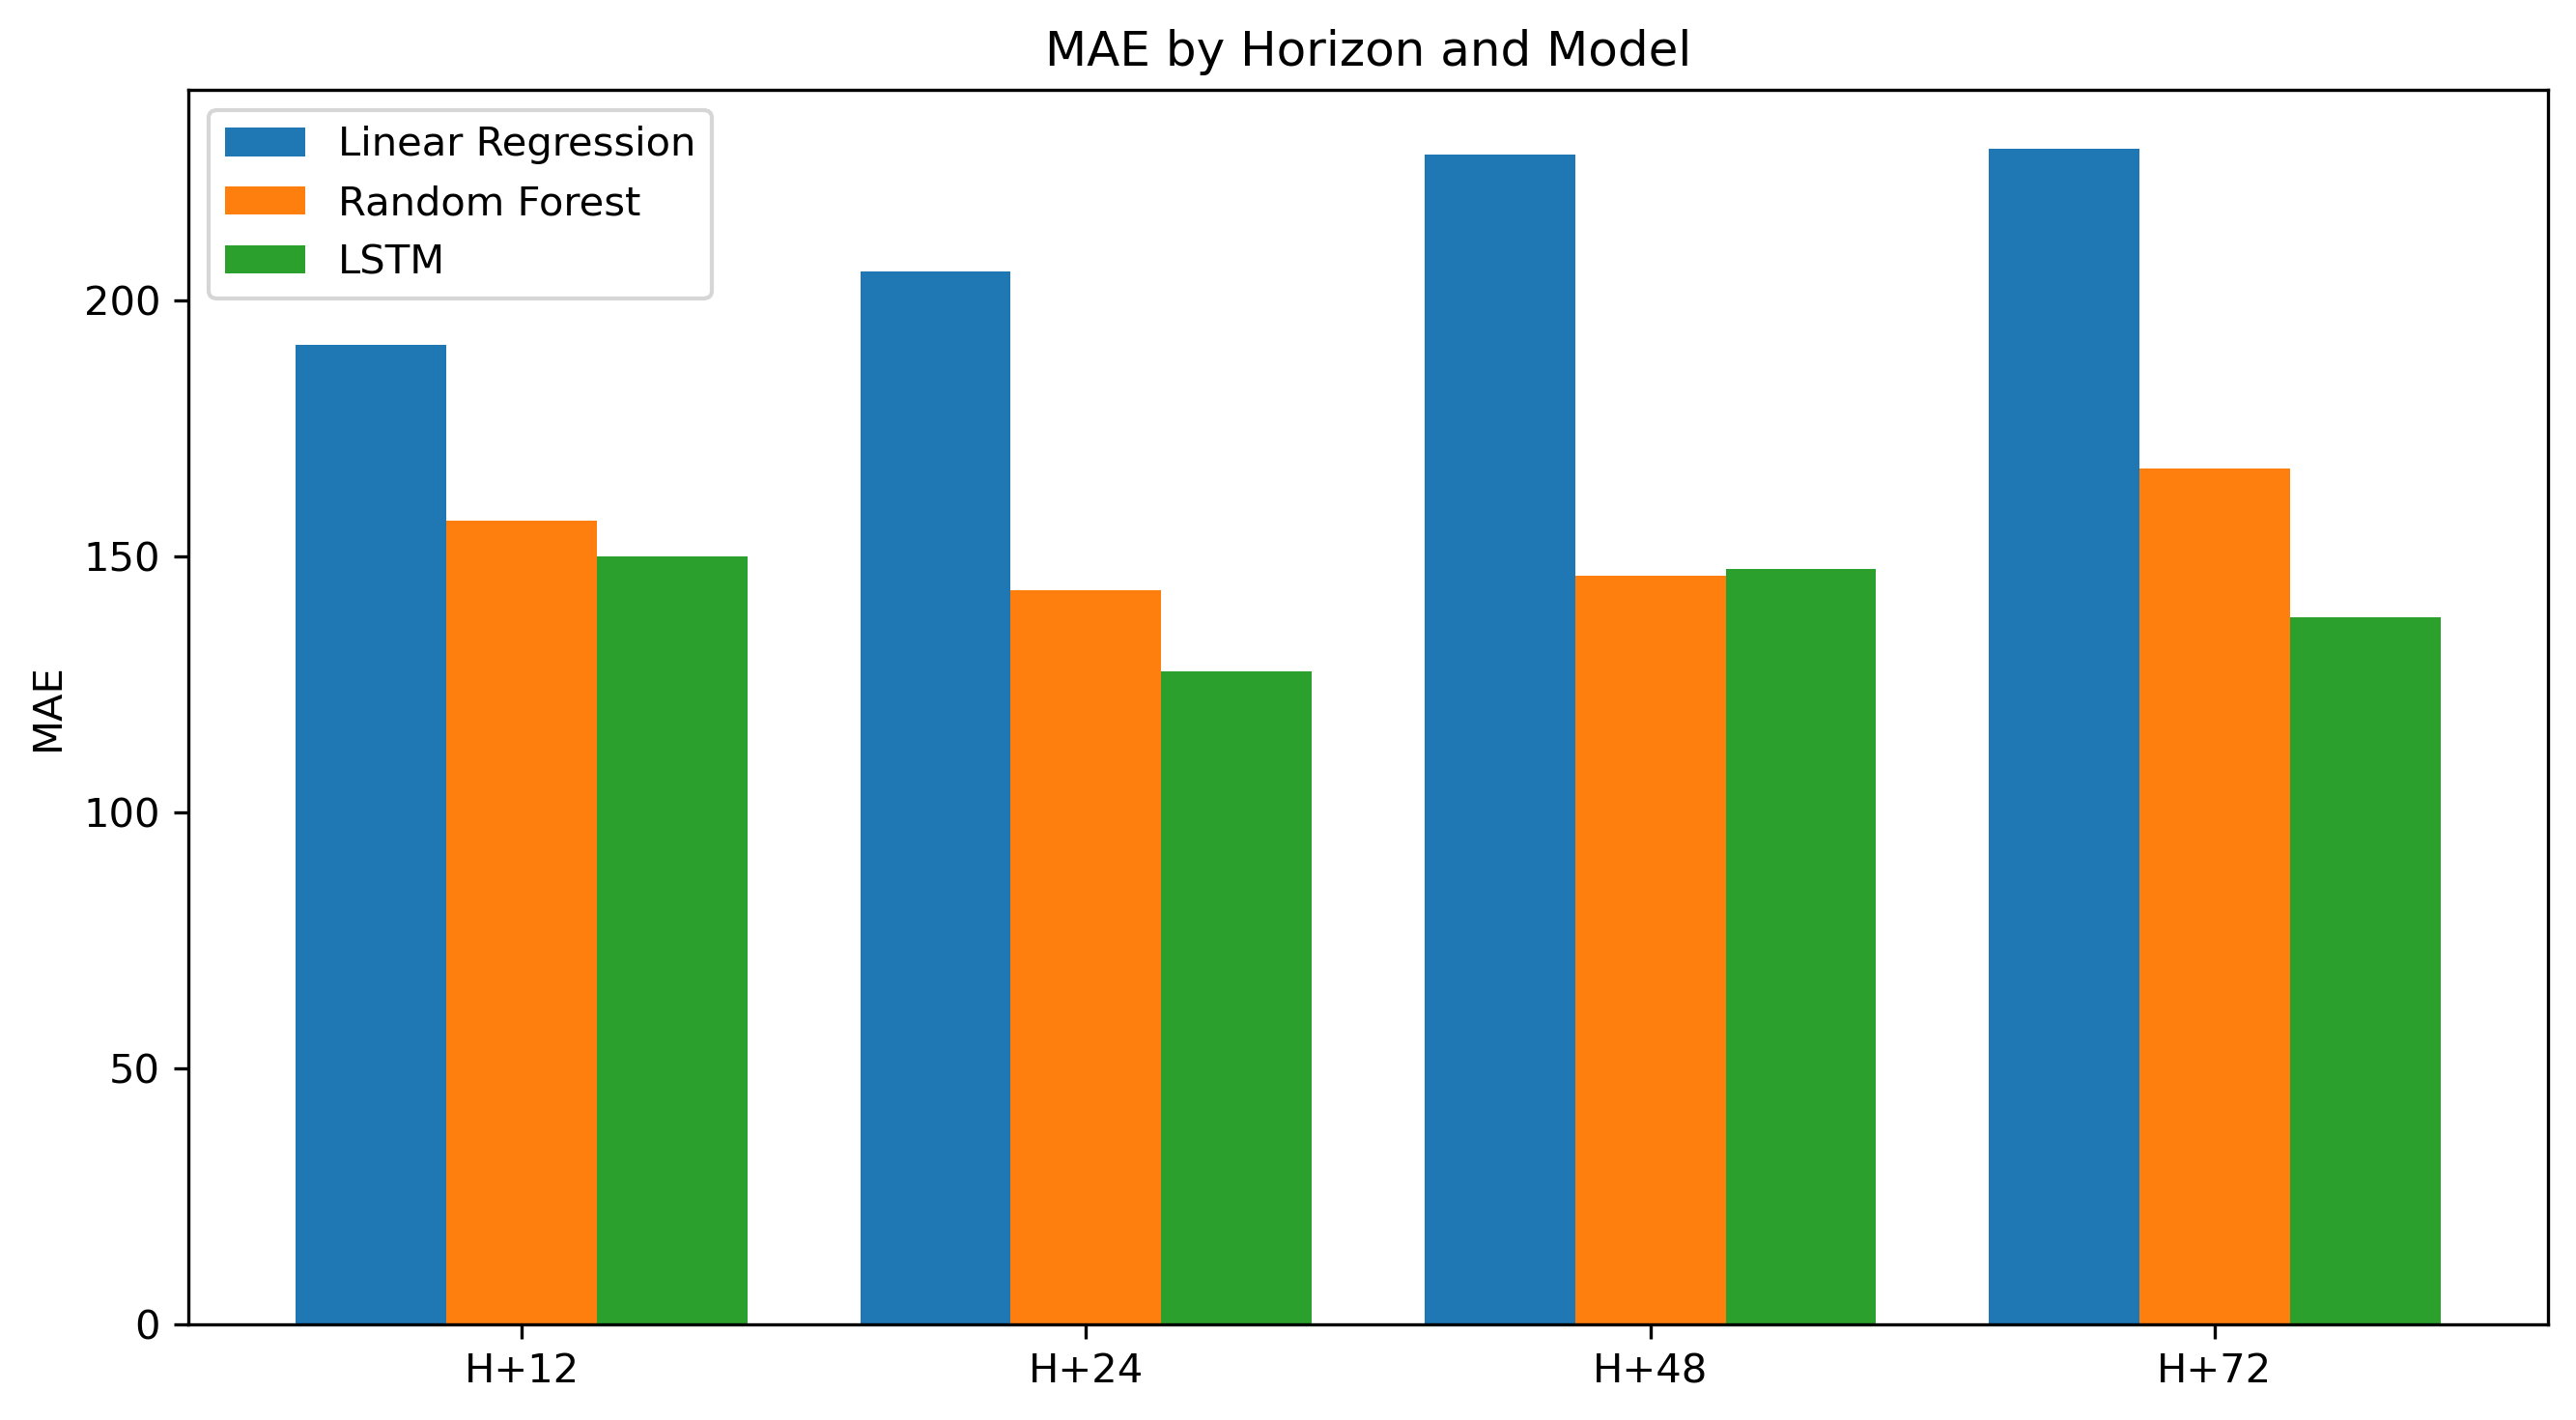 MAE by Horizon and Model
Linear Regression
Random Forest
LSTM
200
150
100
50
0
MAE
H+12
H+24
H+48
H+72